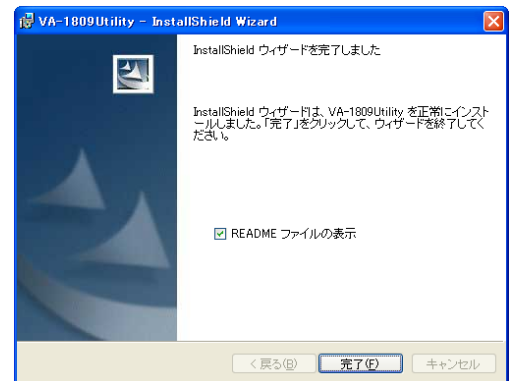 VA-1809Utility - InstallShield Wizard
InstallShield ウィザードを完了しました
InstallShield ウィザードは、VA-1809Utility を正常にインスト
ールしました。「完了」をクリックして、ウィザードを終了してく
ださい。
README ファイルの表示
< 戻る(B)
完了(F)
キャンセル